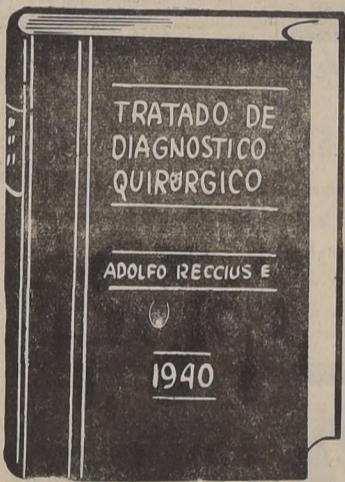 TRATADO DE
DIAGNOSTICO
QUIRURGICO
ADOLFO RECCIUS E
1940